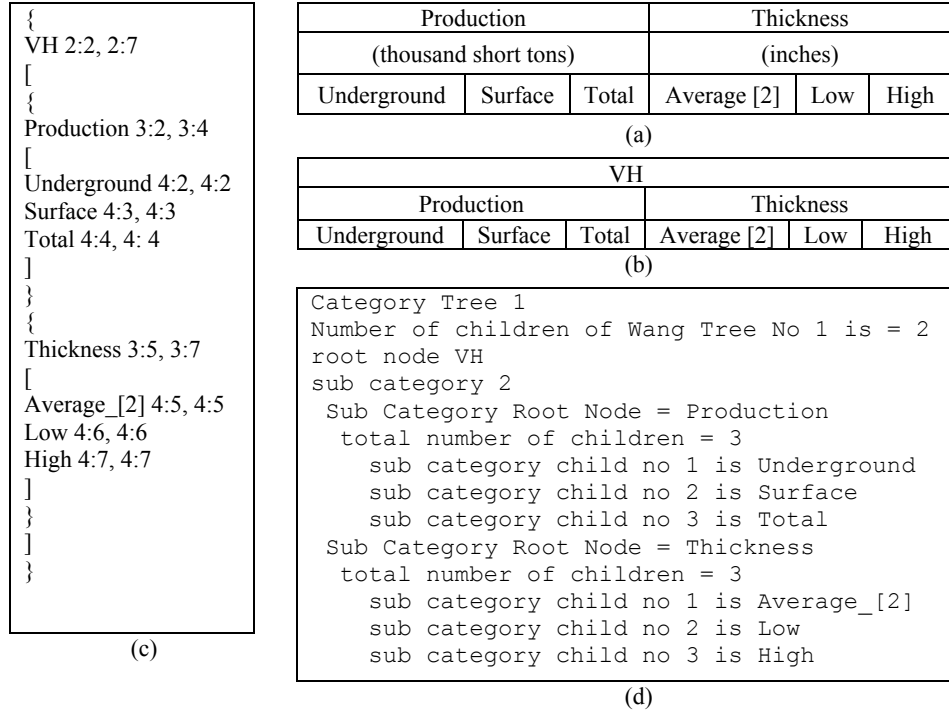 {
VH 2:2, 2:7
[
{
Production 3:2, 3:4
[
Underground 4:2, 4:2
Surface 4:3, 4:3
Total 4:4, 4: 4
]
}
{
Thickness 3:5, 3:7
[
Average_[2] 4:5, 4:5
Low 4:6, 4:6
High 4:7, 4:7
]
}
]
}
(c)
Production Thickness
(thousand short tons) (inches)
Underground Surface Total Average [2] Low High
(a)
VH
Production Thickness
Underground Surface Total Average [2] Low High
(b)
Category Tree 1
Number of children of Wang Tree No 1 is = 2
root node VH
sub category 2
Sub Category Root Node = Production
total number of children = 3
sub category child no 1 is Underground
sub category child no 2 is Surface
sub category child no 3 is Total
Sub Category Root Node = Thickness
total number of children = 3
sub category child no 1 is Average_[2]
sub category child no 2 is Low
sub category child no 3 is High
(d)